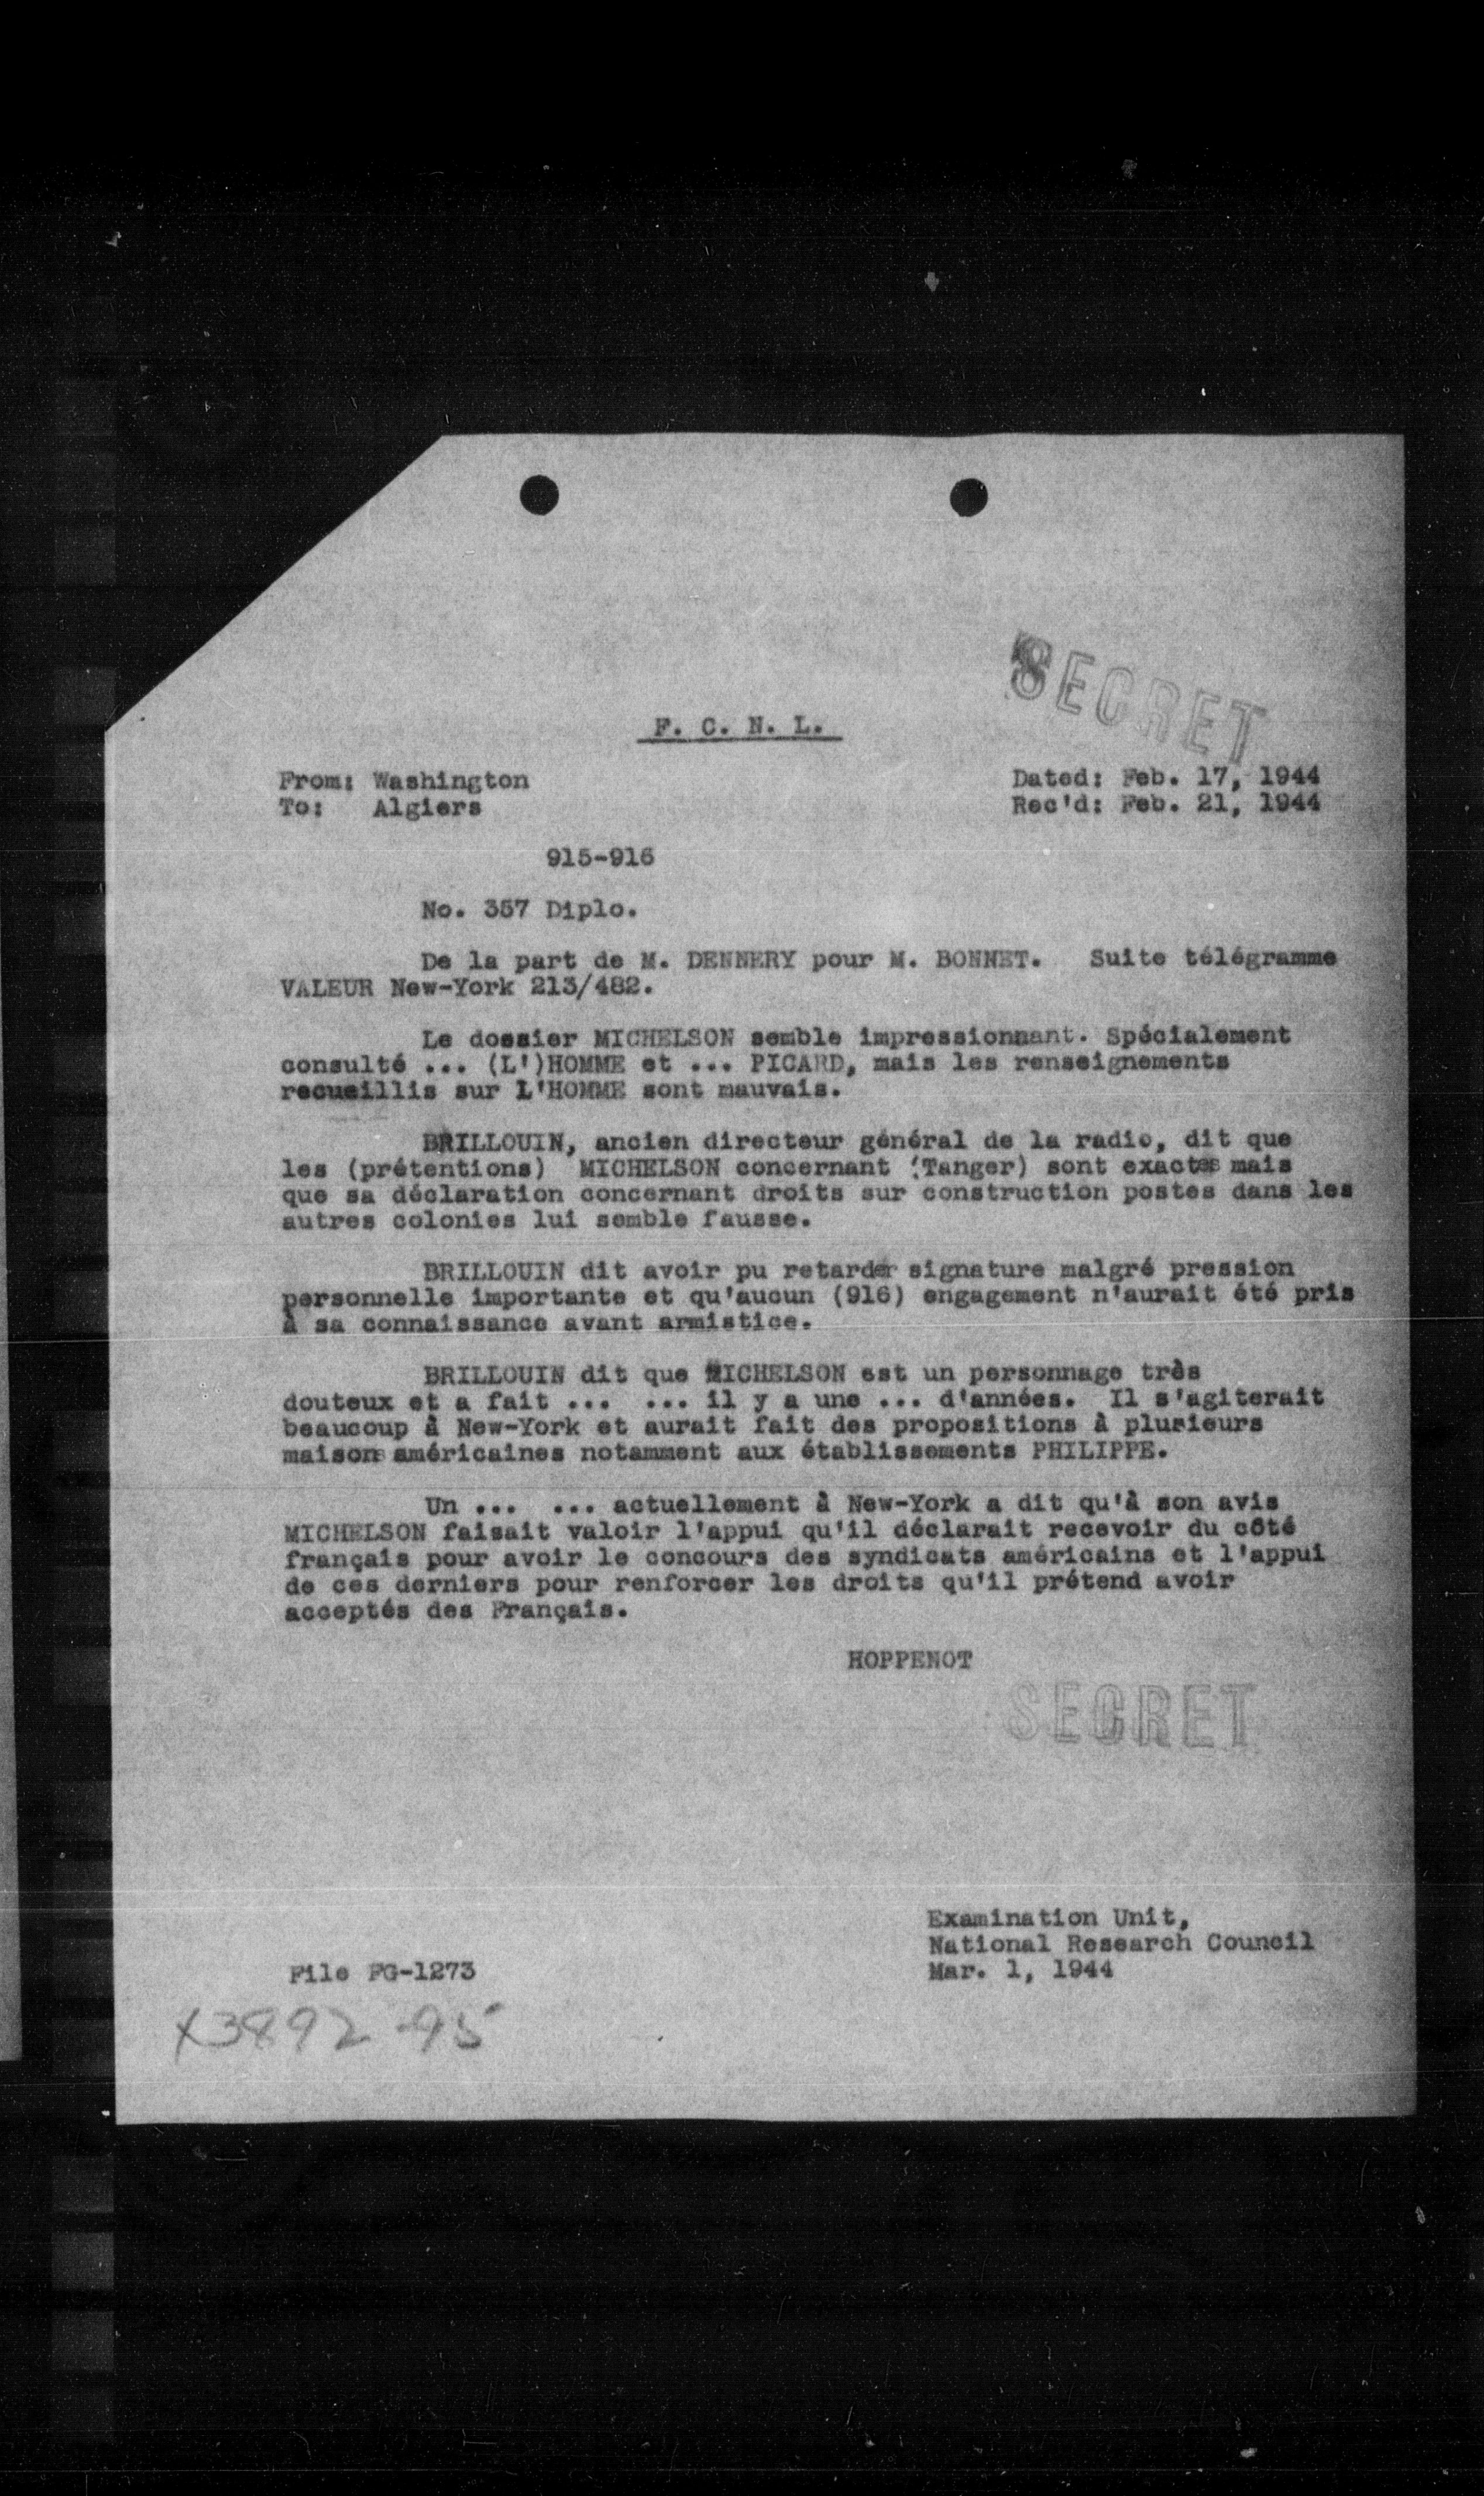 SECRET
F. C. N. L.
From: Washington
To: Algiers
Dated: Feb. 17, 1944
Rec'd: Feb. 21, 1944
915-916
No. 357 Diplo.
De la part de M. DENNERY pour M. BONNET. Suite télégramme
VALEUR New-York 213/482.
Le dossier MICHELSON semble impressionnant. Spécialement
consulté ... (L')HOMME et ... PICARD, mais les renseignements
recueillis sur L'HOMME sont mauvais.
BRILLOUIN, ancien directeur général de la radio, dit que
les (prétentions) MICHELSON concernant (Tanger) sont exactes mais
que sa déclaration concernant droits sur construction postes dans les
autres colonies lui semble fausse.
BRILLOUIN dit avoir pu retarder signature malgré pression
personnelle importante et qu'aucun (916) engagement n'aurait été pris
à sa connaissance avant armistice.
BRILLOUIN dit que MICHELSON est un personnage très
douteux et a fait ... ... il y a une ... d'années. Il s'agiterait
beaucoup à New-York et aurait fait des propositions à plusieurs
maisons américaines notamment aux établissements PHILIPPE.
Un ... ... actuellement à New-York a dit qu'à son avis
MICHELSON faisait valoir l'appui qu'il déclarait recevoir du côté
français pour avoir le concours des syndicats américains et l'appui
de ces derniers pour renforcer les droits qu'il prétend avoir
acceptés des Français.
HOPPENOT
SECRET
Examination Unit,
National Research Council
Mar. 1, 1944
File FG-1273
X3892-95